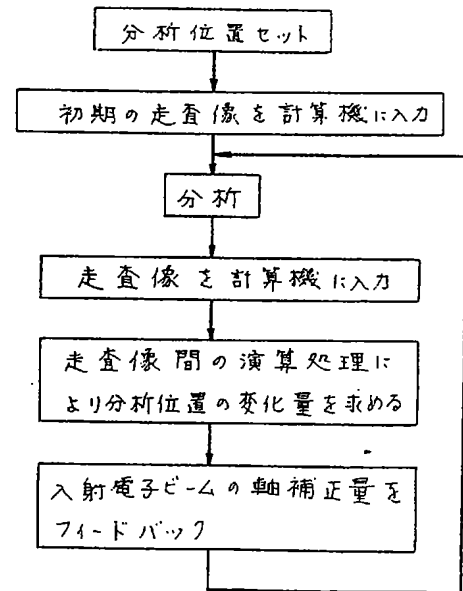 分析位置セット
初期の走査像を計算機に入力
分析
走査像を計算機に入力
走査像間の演算処理に
より分析位置の変化量を求める
入射電子ビームの軸補正量を
フィードバック